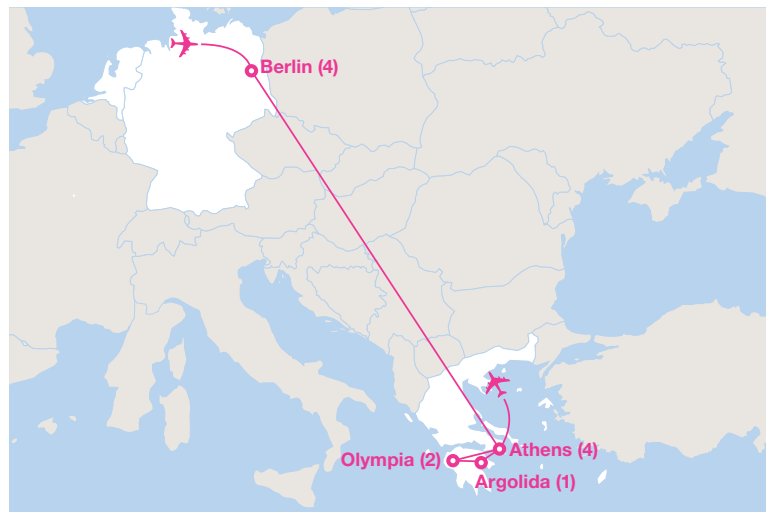 Berlin (4)
Athens (4)
Olympia (2)
Argolida (1)